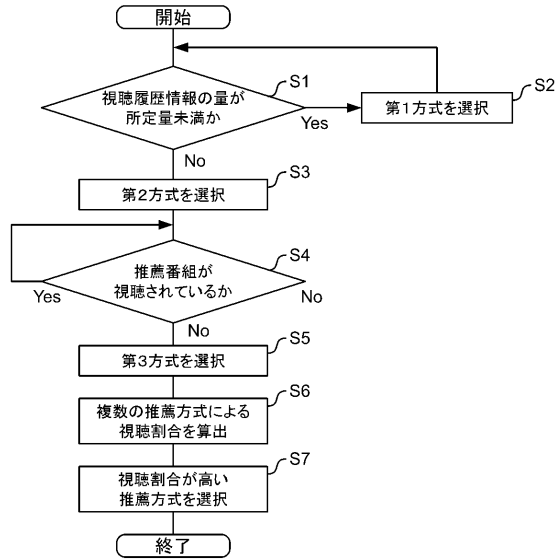 開始
視聴履歴情報の量が
所定量未満か
S1
Yes
第1方式を選択
S2
No
第2方式を選択
S3
推薦番組が
視聴されているか
S4
Yes
No
No
第3方式を選択
S5
複数の推薦方式による
視聴割合を算出
S6
視聴割合が高い
推薦方式を選択
S7
終了